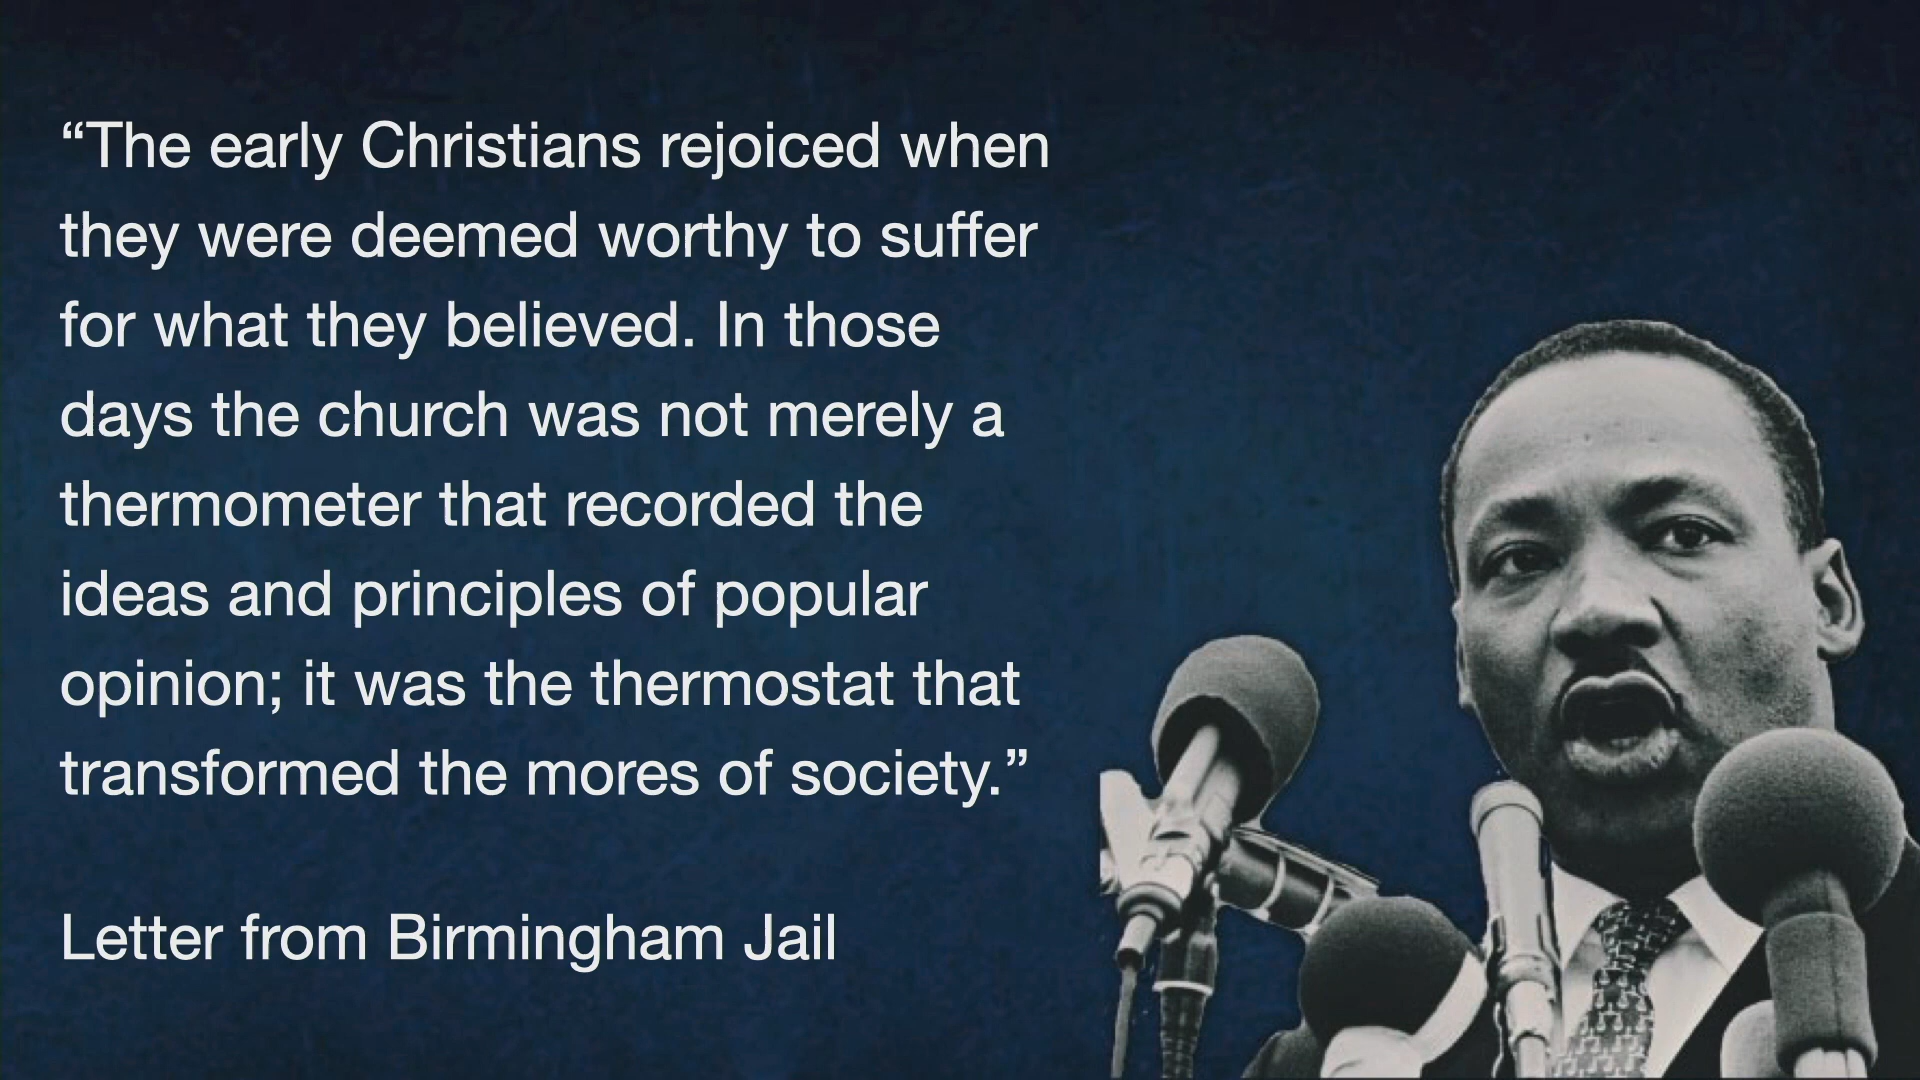 “The early Christians rejoiced when
they were deemed worthy to suffer
for what they believed. In those
days the church was not merely a
thermometer that recorded the
ideas and principles of popular
opinion; it was the thermostat that
transformed the mores of society.”
Letter from Birmingham Jail